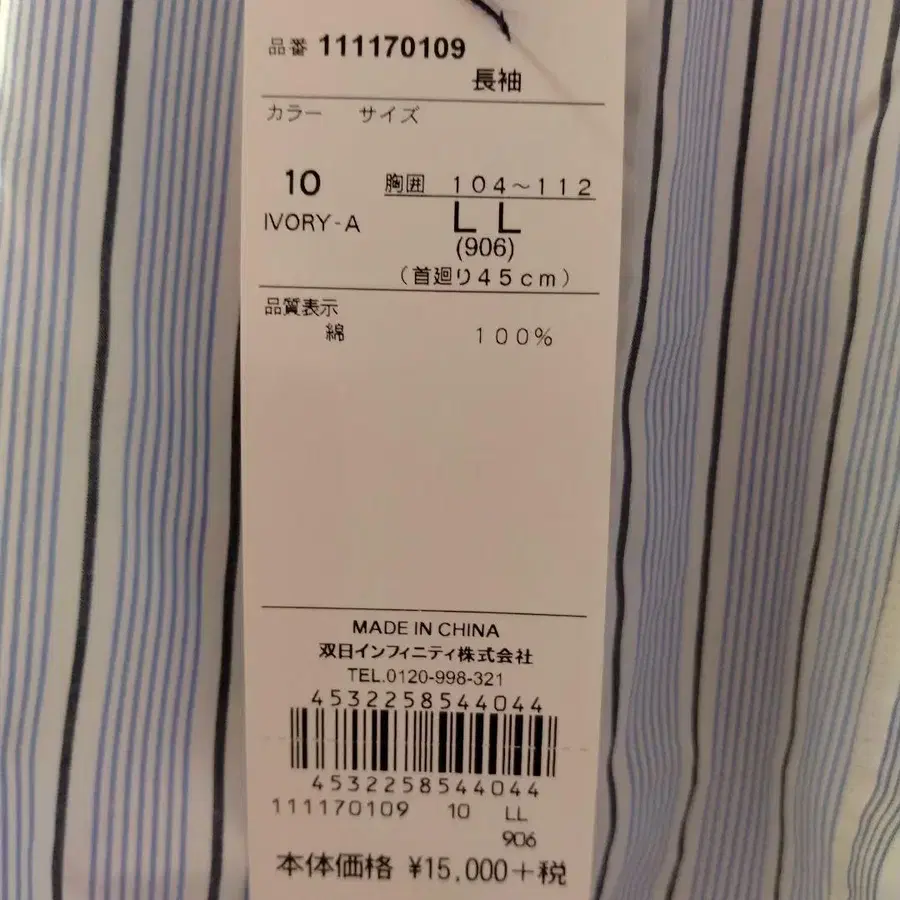 品番 111170109
長袖
カラー サイズ
10 胸囲 104~112
IVORY-A LL
(906)
(首廻り45cm)
品質表示
綿 100%
MADE IN CHINA
双日インフィニティ株式会社
TEL.0120-998-321
4532258544044
4532258544044
111170109 10 LL
906
本体価格 ¥15,000+税